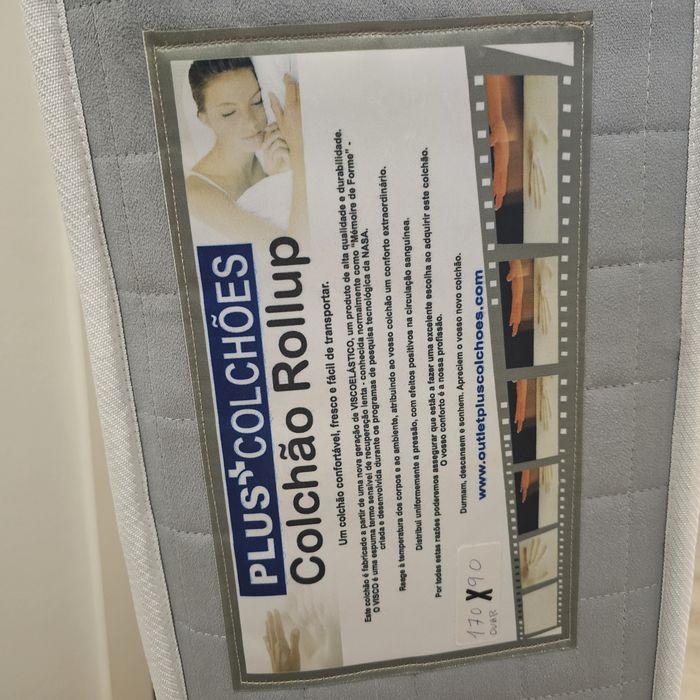 PLUS+COLCHÕES
Colchão Rollup
Um colchão confortável, fresco e fácil de transportar.
Este colchão é fabricado a partir de uma nova geração de VISCOELÁSTICO, um produto de alta qualidade e durabilidade.
O VISCO é uma espuma termo sensível de recuperação lenta - conhecida normalmente como "Mémoire de Forme" -
criada e desenvolvida durante os programas de pesquisa tecnológica da NASA.
Reage à temperatura dos corpos e ao ambiente, atribuindo ao vosso colchão um conforto extraordinário.
Distribui uniformemente a pressão, com efeitos positivos na circulação sanguínea.
Por todas estas razões poderemos assegurar que estão a fazer uma excelente escolha ao adquirir este colchão.
O vosso conforto é a nossa profissão.
Durmam, descansem e sonhem. Apreciem o vosso novo colchão.
www.outletpluscolchoes.com
170 X 90